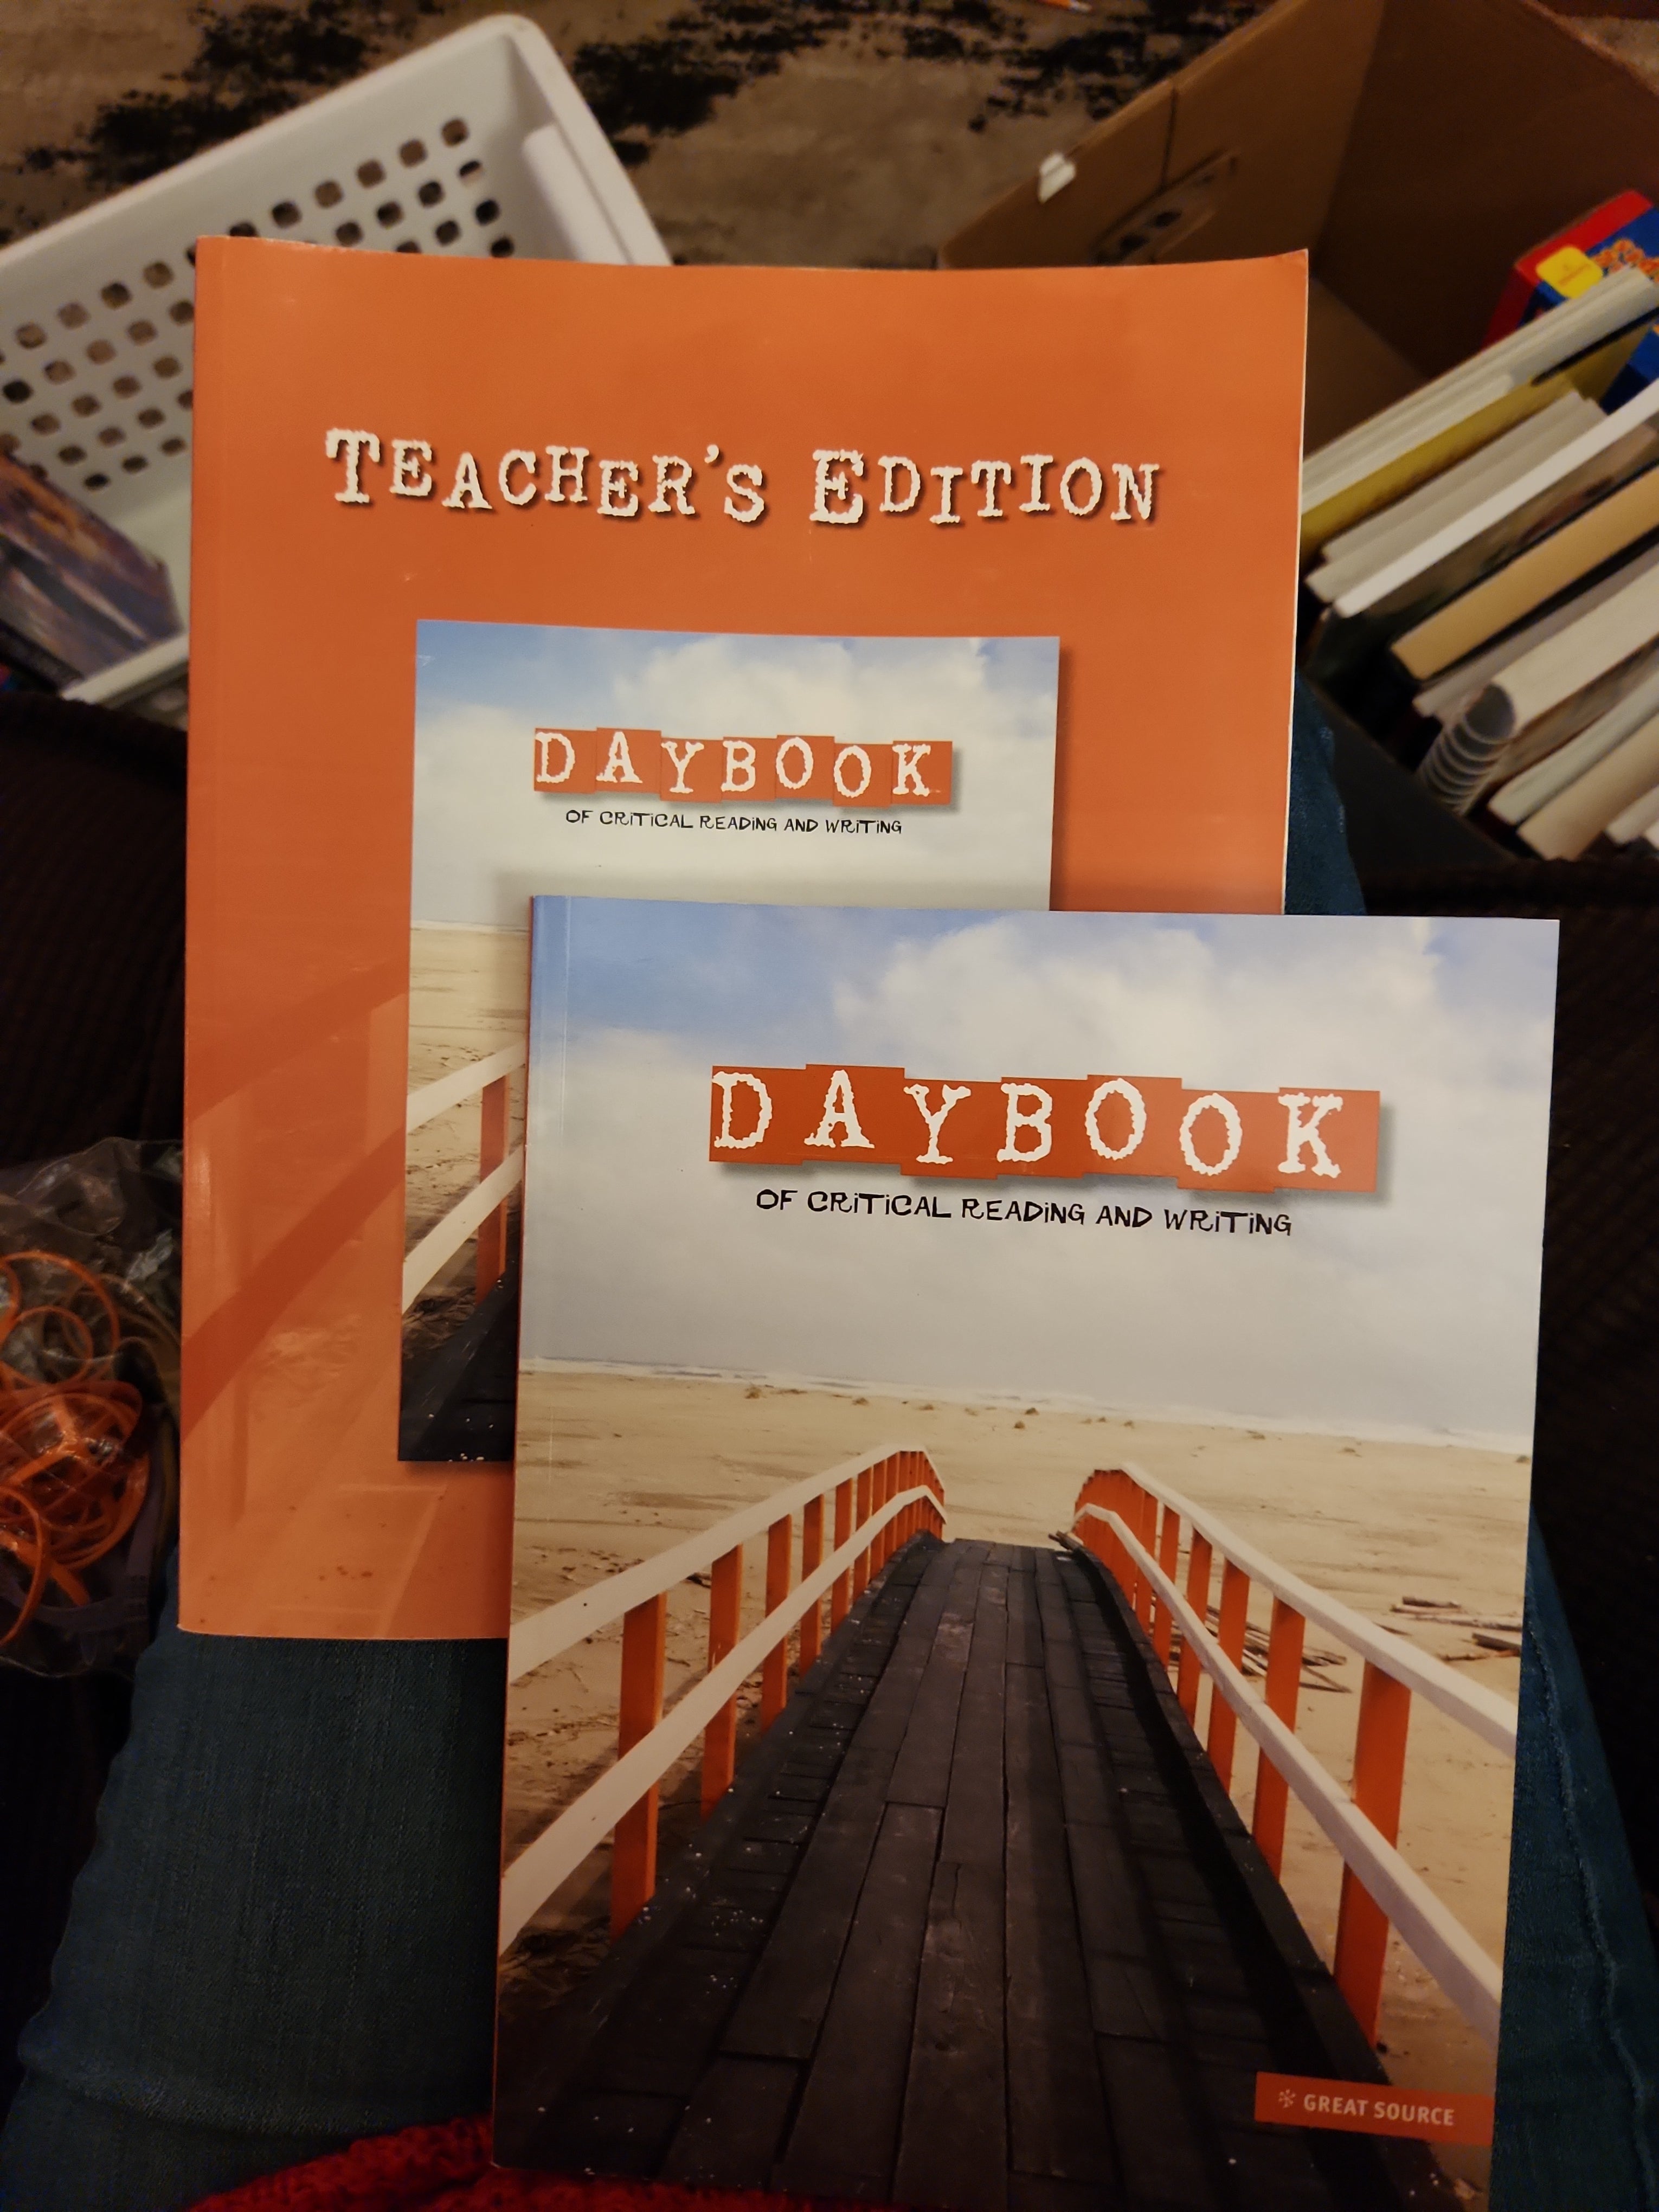 TEACHER'S EDITION
DAYBOOK
OF CRiTiCAL READiNG AND WRiTiNG
DAYBOOK
OF CRiTiCAL READiNG AND WRiTiNG
GREAT SOURCE